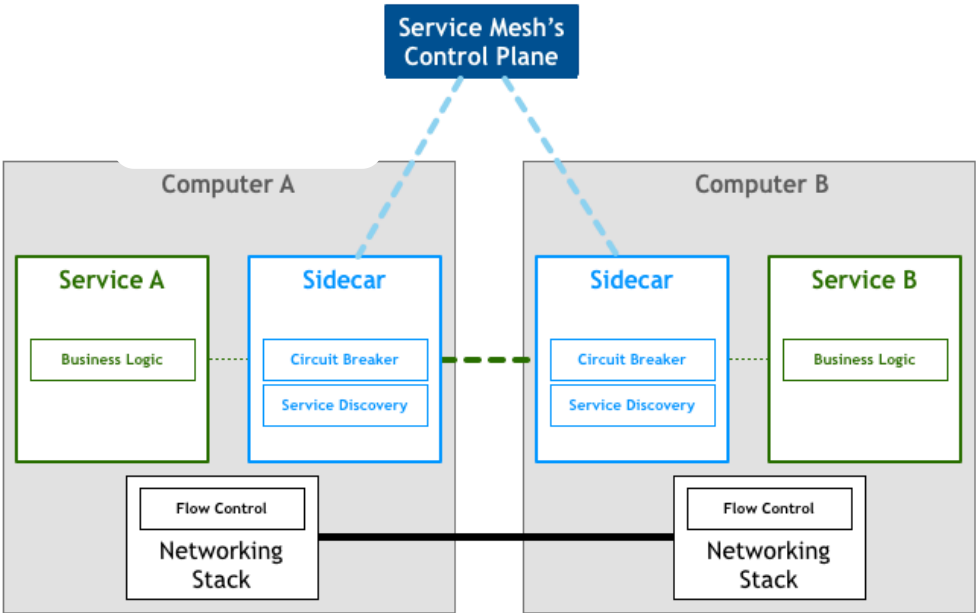 Service Mesh's
Control Plane
Computer A
Computer B
Service A
Sidecar
Sidecar
Service B
Business Logic
Circuit Breaker
Circuit Breaker
Business Logic
Service Discovery
Service Discovery
Flow Control
Flow Control
Networking
Stack
Networking
Stack